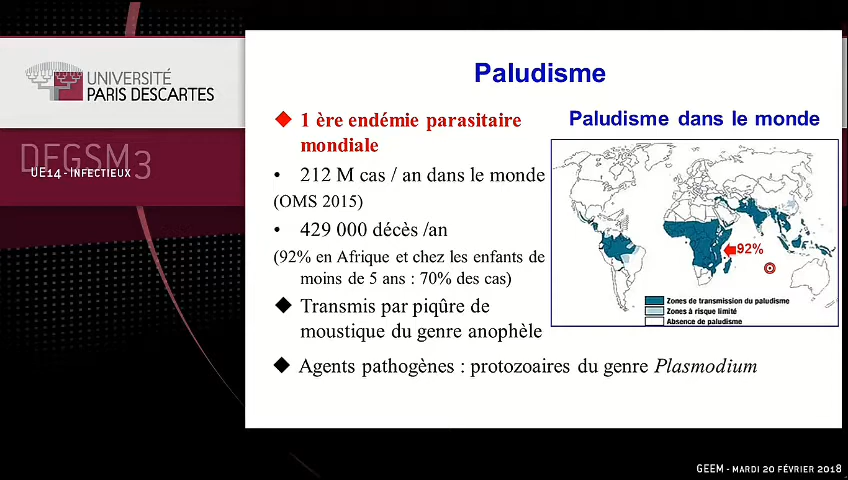 UNIVERSITÉ
PARIS DESCARTES
DFGSM3
UE14 - Infectieux
Paludisme
1 ère endémie parasitaire
mondiale
• 212 M cas / an dans le monde
(OMS 2015)
• 429 000 décès /an
(92% en Afrique et chez les enfants de
moins de 5 ans : 70% des cas)
Transmis par piqûre de
moustique du genre anophèle
Agents pathogènes : protozoaires du genre Plasmodium
Paludisme dans le monde
92%
Zones de transmission du paludisme
Zones à risque limité
Absence de paludisme
GEEM - MARDI 20 FÉVRIER 2018